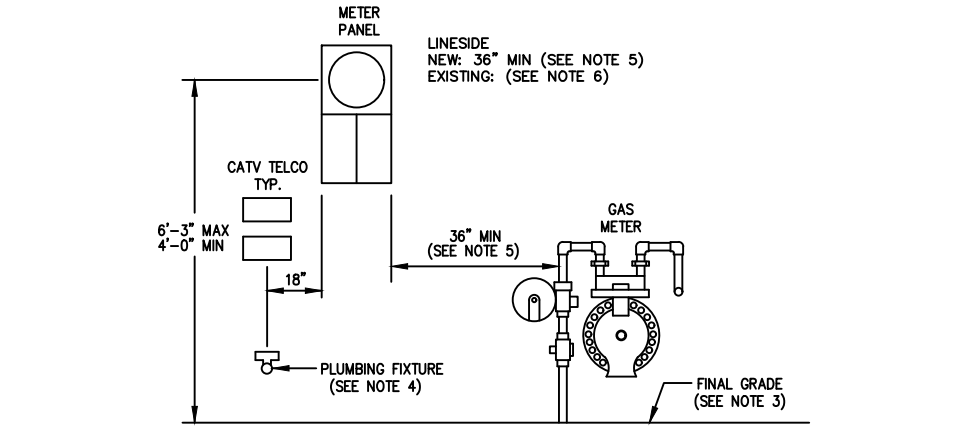 METER
PANEL
LINESIDE
NEW: 36" MIN (SEE NOTE 5)
EXISTING: (SEE NOTE 6)
CATV TELCO
TYP.
6'-3" MAX
4'-0" MIN
18"
36" MIN
(SEE NOTE 5)
GAS
METER
PLUMBING FIXTURE
(SEE NOTE 4)
FINAL GRADE
(SEE NOTE 3)